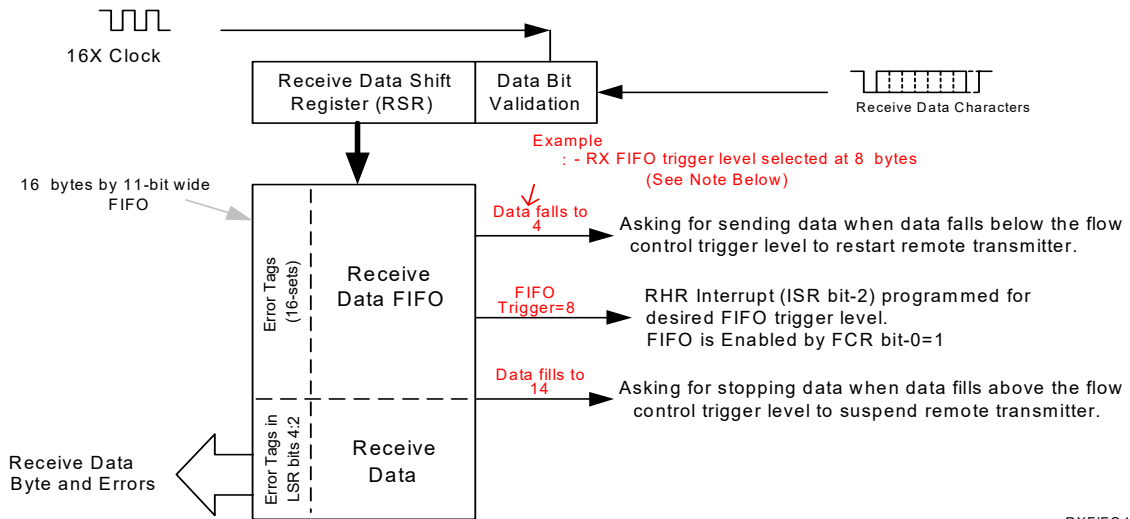 16X Clock
Receive Data Shift
Register (RSR)
Data Bit
Validation
Receive Data Characters
Example
: - RX FIFO trigger level selected at 8 bytes
(See Note Below)
16 bytes by 11-bit wide
FIFO
Error Tags
(16-sets)
Receive
Data FIFO
Data falls to
4
Asking for sending data when data falls below the flow
control trigger level to restart remote transmitter.
FIFO
Trigger=8
RHR Interrupt (ISR bit-2) programmed for
desired FIFO trigger level.
FIFO is Enabled by FCR bit-0=1
Data fills to
14
Asking for stopping data when data fills above the flow
control trigger level to suspend remote transmitter.
Error Tags in
LSR bits 4:2
Receive
Data
Receive Data
Byte and Errors